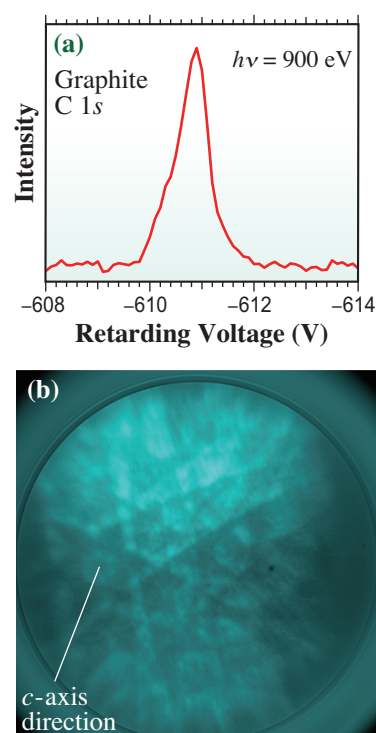 (a)
Graphite
C 1s
hν = 900 eV
Intensity
−608 −610 −612 −614
Retarding Voltage (V)
(b)
c-axis
direction